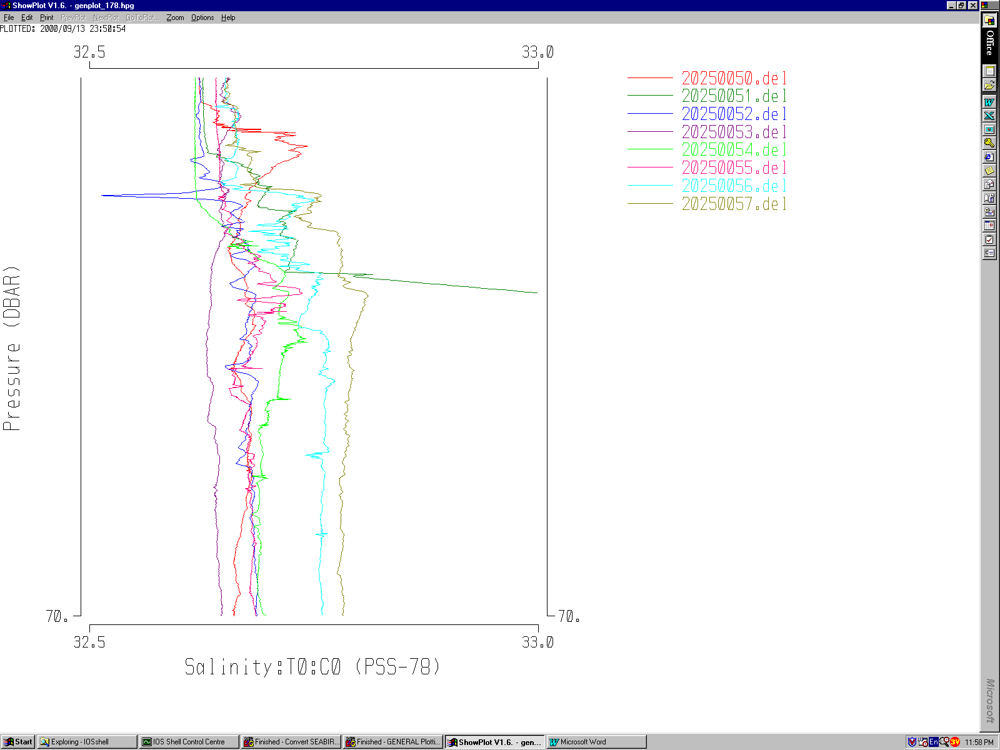 ShowPlot V1.6. - genplot_178.hpg
File Edit Print PrevPlot NextPlot GoToPlot... Zoom Options Help
PLOTTED: 2000/09/13 23:50:54
32.5 33.0
20250050.del
20250051.del
20250052.del
20250053.del
20250054.del
20250055.del
20250056.del
20250057.del
Pressure (DBAR)
70. 70.
32.5 33.0
Salinity:T0:C0 (PSS-78)
Office
Microsoft
Start Exploring - IOSshell IOS Shell Control Centre Finished - Convert SEABIR... Finished - GENERAL Plotti... ShowPlot V1.6. - gen... Microsoft Word En 3V 11:58 PM